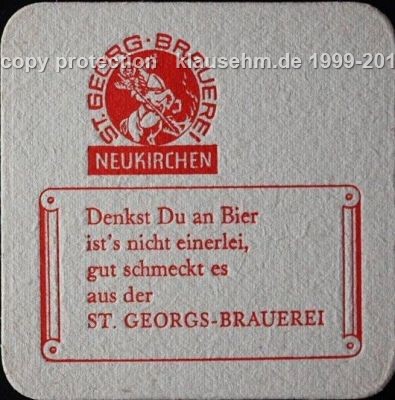 copy protection klausehm.de 1999-201
ST. GEORG · BRAUEREI
NEUKIRCHEN
Denkst Du an Bier
ist's nicht einerlei,
gut schmeckt es
aus der
ST. GEORGS-BRAUEREI